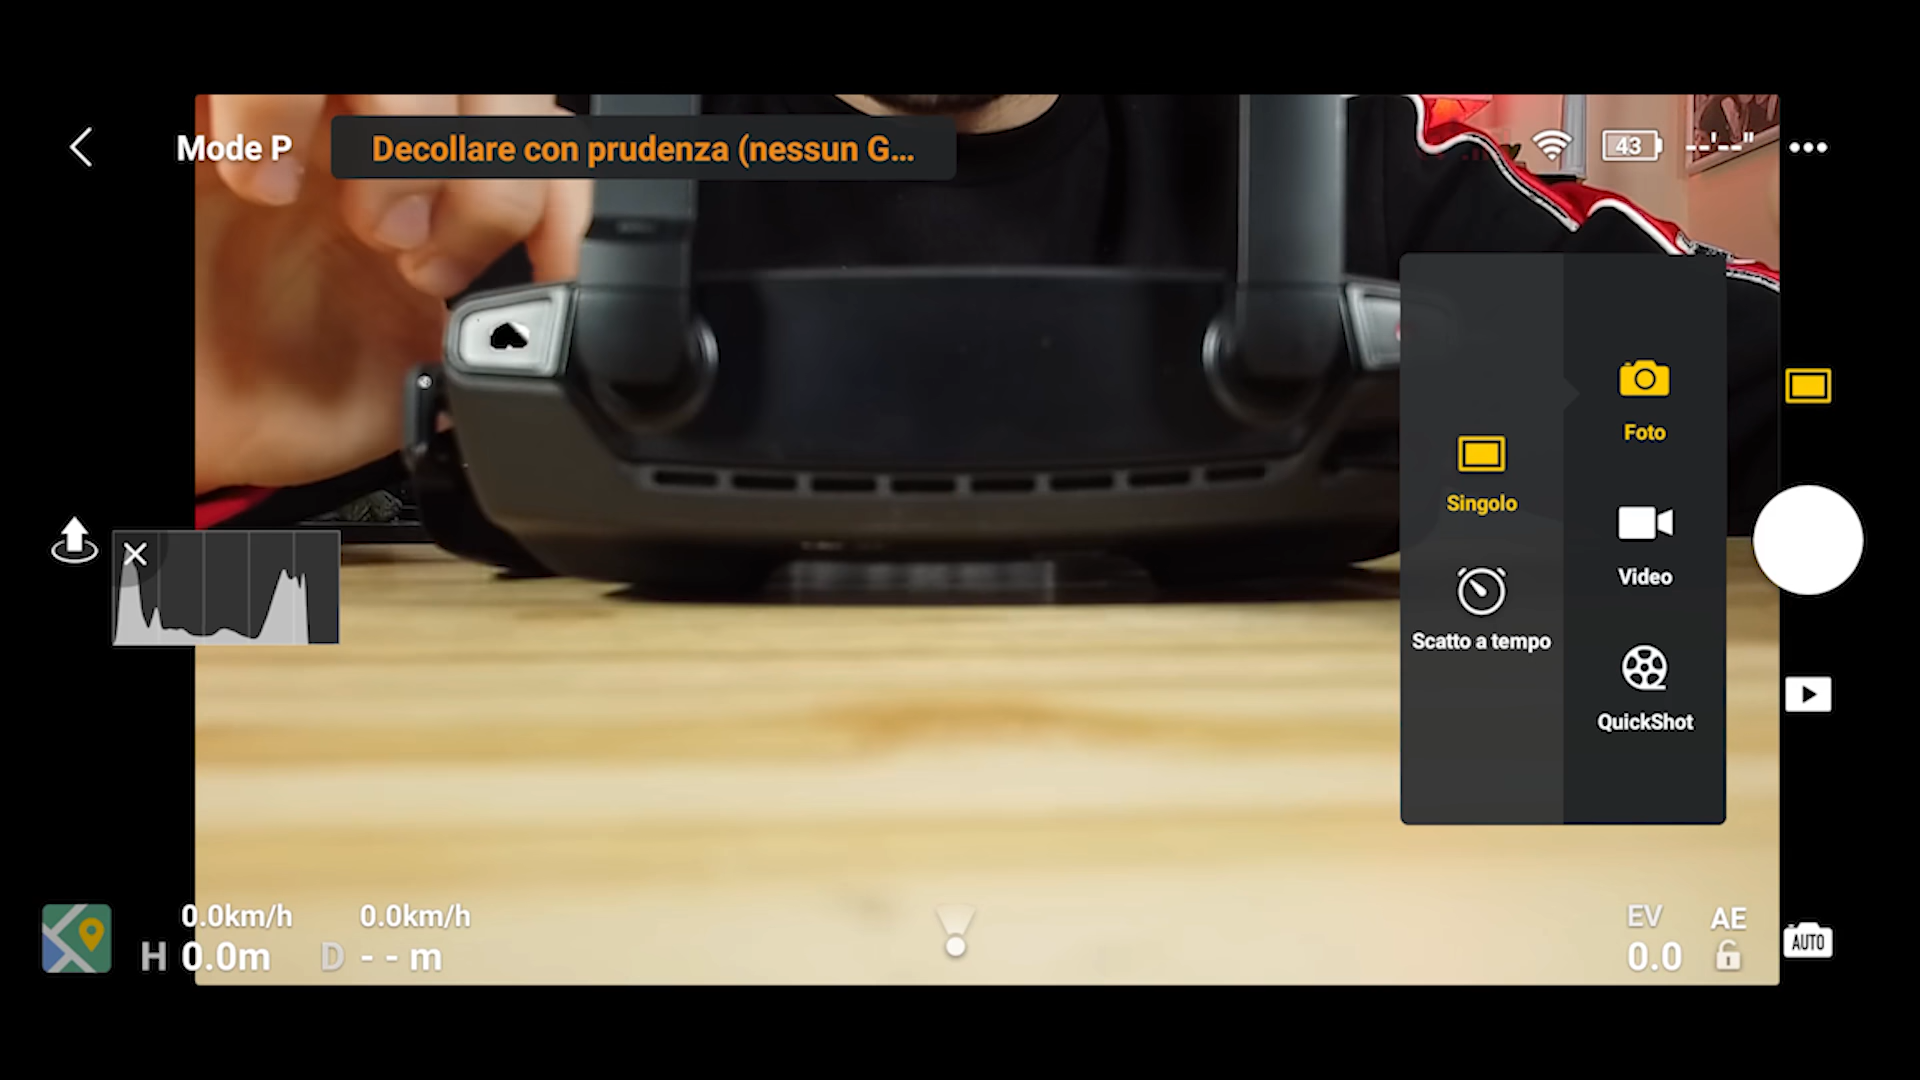 Mode P
Decollare con prudenza (nessun G...
43
--'--"
Foto
Singolo
Video
Scatto a tempo
QuickShot
0.0km/h 0.0km/h
H 0.0m D - - m
EV AE
0.0
AUTO